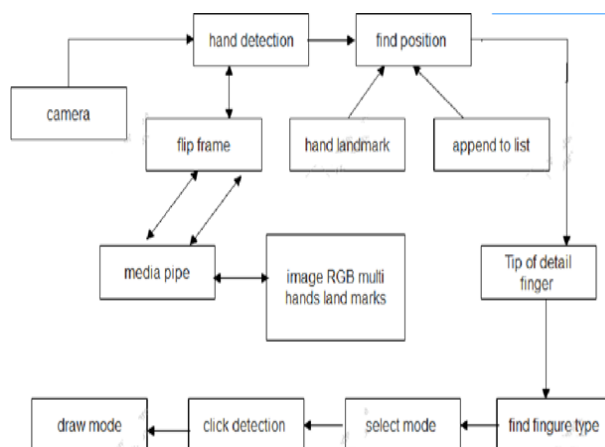 hand detection
find position
camera
flip frame
hand landmark
append to list
media pipe
image RGB multi
hands land marks
Tip of detail
finger
draw mode
click detection
select mode
find fingure type